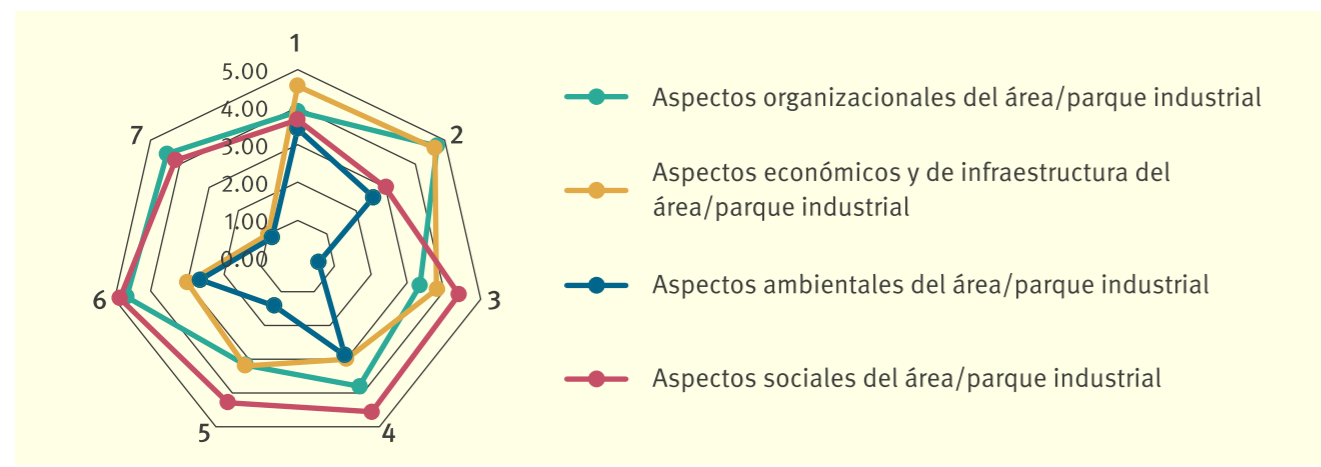 1
5.00
4.00
3.00
2.00
1.00
0.00
2
3
4
5
6
7
Aspectos organizacionales del área/parque industrial
Aspectos económicos y de infraestructura del
área/parque industrial
Aspectos ambientales del área/parque industrial
Aspectos sociales del área/parque industrial